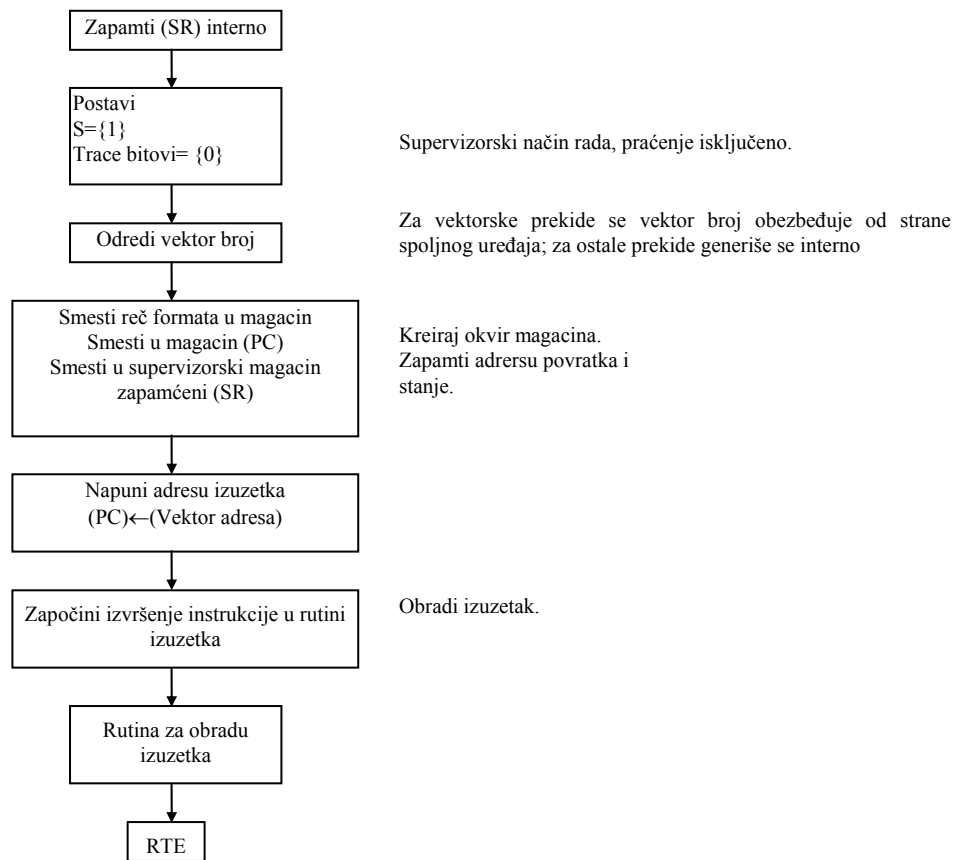 Zapamti (SR) interno
Postavi
S={1}
Trace bitovi= {0}
Supervizorski način rada, praćenje isključeno.
Odredi vektor broj
Za vektorske prekide se vektor broj obezbeđuje od strane
spoljnog uređaja; za ostale prekide generiše se interno
Smesti reč formata u magacin
Smesti u magacin (PC)
Smesti u supervizorski magacin
zapamćeni (SR)
Kreiraj okvir magacina.
Zapamti adrersu povratka i
stanje.
Napuni adresu izuzetka
(PC)←(Vektor adresa)
Započini izvršenje instrukcije u rutini
izuzetka
Obradi izuzetak.
Rutina za obradu
izuzetka
RTE